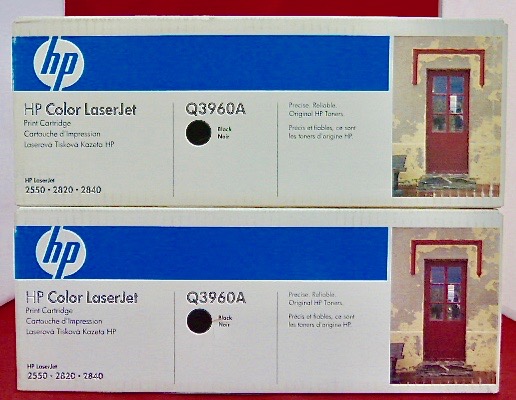 hp
HP Color LaserJet
Print Cartridge
Cartouche d'Impression
Laserová Tisková Kazeta HP
HP LaserJet
2550 • 2820 • 2840
Q3960A
Black
Noir
Precise. Reliable.
Original HP Toners.
Précis et fiables, ce sont
les toners d'origine HP.
hp
HP Color LaserJet
Print Cartridge
Cartouche d'Impression
Laserová Tisková Kazeta HP
HP LaserJet
2550 • 2820 • 2840
Q3960A
Black
Noir
Precise. Reliable.
Original HP Toners.
Précis et fiables, ce sont
les toners d'origine HP.